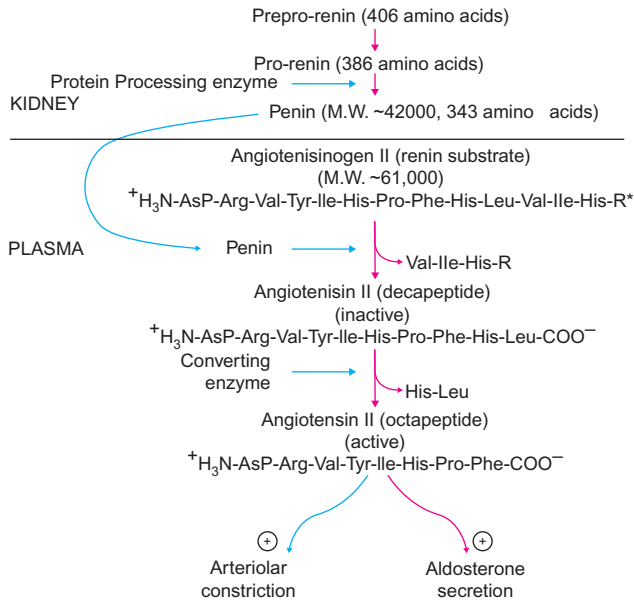 Prepro-renin (406 amino acids)
Pro-renin (386 amino acids)
Protein Processing enzyme
KIDNEY
Penin (M.W. ~42000, 343 amino acids)
Angiotenisinogen II (renin substrate)
(M.W. ~61,000)
⁺H₃N-AsP-Arg-Val-Tyr-Ile-His-Pro-Phe-His-Leu-Val-Ile-His-R*
PLASMA
Penin
Val-Ile-His-R
Angiotenisin II (decapeptide)
(inactive)
⁺H₃N-AsP-Arg-Val-Tyr-Ile-His-Pro-Phe-His-Leu-COO⁻
Converting
enzyme
His-Leu
Angiotensin II (octapeptide)
(active)
⁺H₃N-AsP-Arg-Val-Tyr-Ile-His-Pro-Phe-COO⁻
+ +
Arteriolar
constriction
Aldosterone
secretion